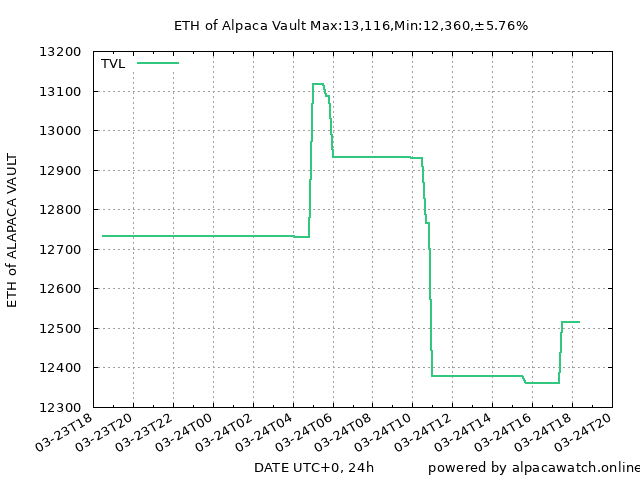 ETH of Alpaca Vault Max:13,116,Min:12,360,±5.76%
TVL
ETH of ALAPACA VAULT
13200
13100
13000
12900
12800
12700
12600
12500
12400
12300
03-23T18 03-23T20 03-23T22 03-24T00 03-24T02 03-24T04 03-24T06 03-24T08 03-24T10 03-24T12 03-24T14 03-24T16 03-24T18 03-24T20
DATE UTC+0, 24h powered by alpacawatch.online